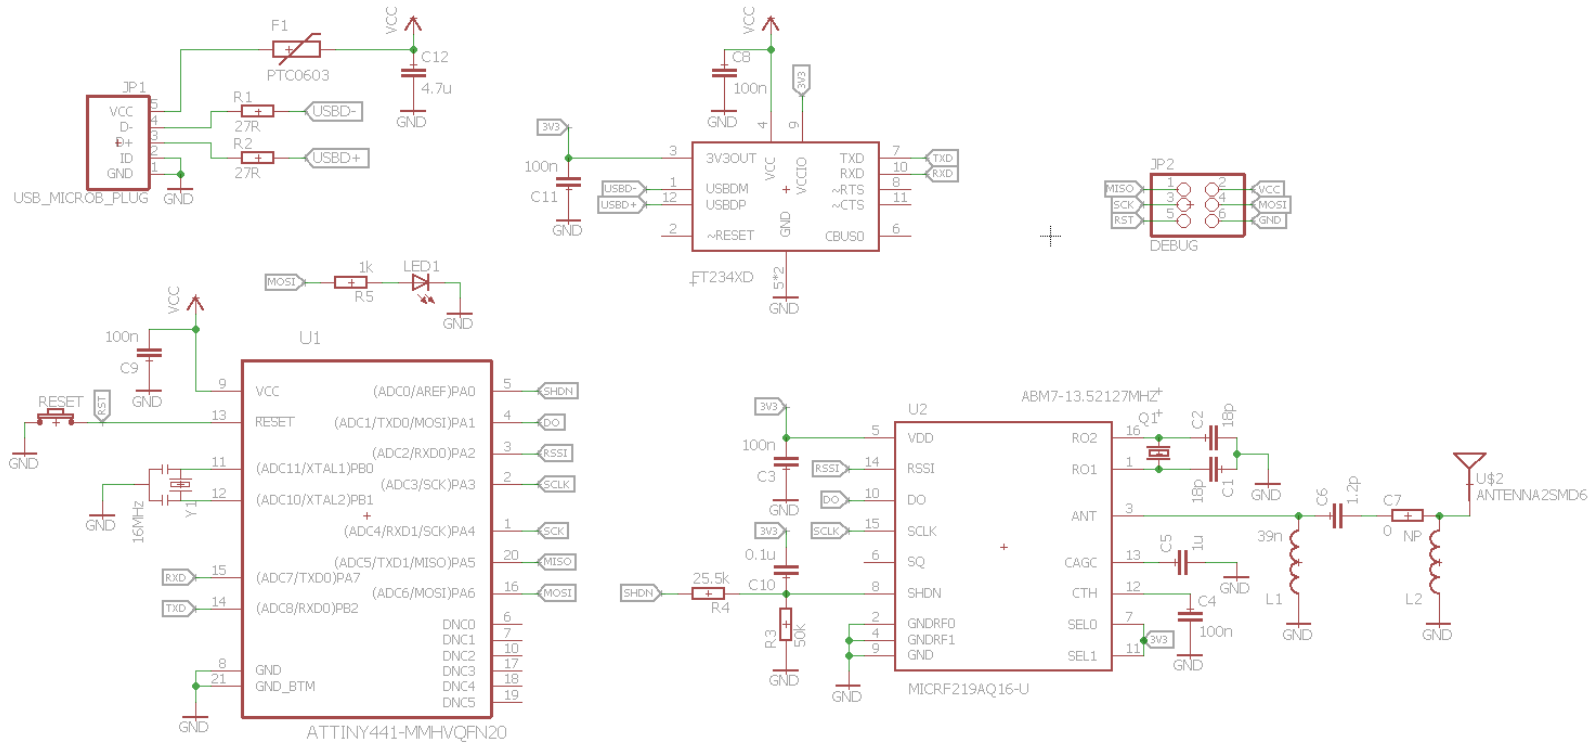 VCC
F1
PTC0603
C12
4.7u
GND
JP1
VCC 5
D- 4
D+ 3
ID 2
GND 1
USB_MICROB_PLUG
GND
R1
27R
USBD-
R2
27R
USBD+
VCC
C8
100n
GND
3V3
4
9
3V3
100n
C11
GND
USBD-
USBD+
3 3V3OUT
1 USBDM
12 USBDP
2 ~RESET
VCC
VCCIO
GND
TXD 7 TXD
RXD 10 RXD
~RTS 8
~CTS 11
CBUS0 6
FT234XD
5*2
GND
JP2
MISO 1 2 VCC
SCK 3 4 MOSI
RST 5 6 GND
DEBUG
MOSI
1k
R5
LED1
GND
VCC
100n
C9
GND
RESET
RST
GND
16MHz
Y1
GND
RXD
TXD
GND
U1
9 VCC
13 RESET
11 (ADC11/XTAL1)PB0
12 (ADC10/XTAL2)PB1
15 (ADC7/TXD0)PA7
14 (ADC8/RXD0)PB2
8 GND
21 GND_BTM
(ADC0/AREF)PA0 5 SHDN
(ADC1/TXD0/MOSI)PA1 4 DO
(ADC2/RXD0)PA2 3 RSSI
(ADC3/SCK)PA3 2 SCLK
(ADC4/RXD1/SCK)PA4 1 SCK
(ADC5/TXD1/MISO)PA5 20 MISO
(ADC6/MOSI)PA6 16 MOSI
DNC0 6
DNC1 7
DNC2 10
DNC3 17
DNC4 18
DNC5 19
ATTINY441-MMHVQFN20
3V3
100n
C3
GND
RSSI
DO
3V3
SCLK
0.1u
C10
SHDN
25.5k
R4
R3
50k
GND
GND
U2
5 VDD
14 RSSI
10 DO
15 SCLK
6 SQ
8 SHDN
2 GNDRF0
4 GNDRF1
9 GND
RO2 16
RO1 1
ANT 3
CAGC 13
CTH 12
SEL0 7
SEL1 11
MICRF219AQ16-U
ABM7-13.52127MHZ
Q1
C2
18p
18p
C1
GND
C5
1u
GND
C4
100n
GND
3V3
39n
L1
GND
C6
1.2p
C7
0
NP
L2
GND
U$2
ANTENNA2SMD6